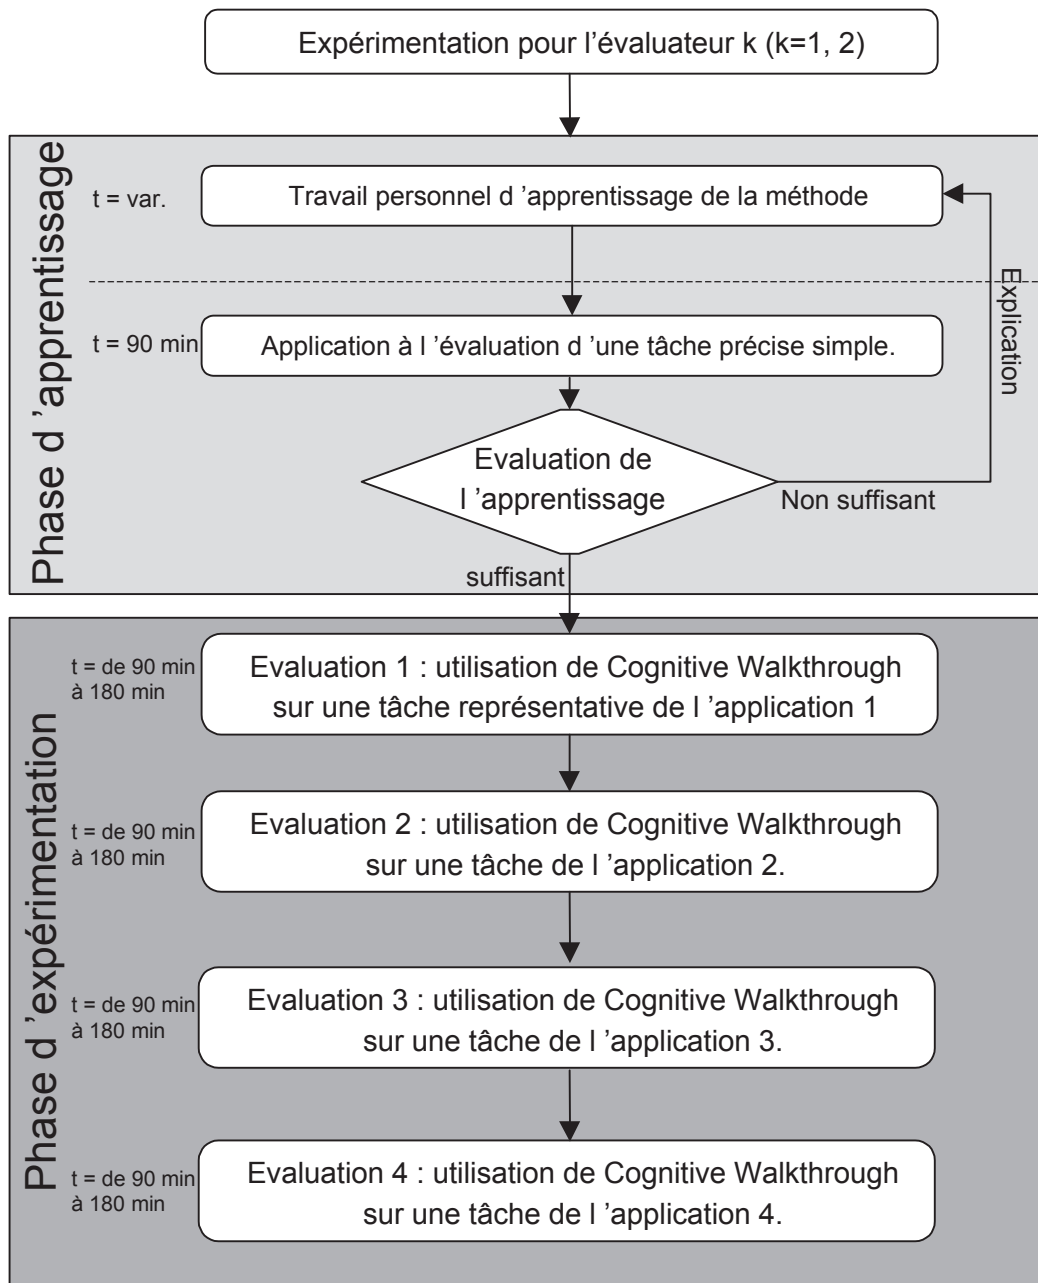 Expérimentation pour l'évaluateur k (k=1, 2)
Phase d 'apprentissage
t = var.
Travail personnel d 'apprentissage de la méthode
Explication
t = 90 min
Application à l 'évaluation d 'une tâche précise simple.
Evaluation de
l 'apprentissage
Non suffisant
suffisant
Phase d 'expérimentation
t = de 90 min
à 180 min
Evaluation 1 : utilisation de Cognitive Walkthrough
sur une tâche représentative de l 'application 1
t = de 90 min
à 180 min
Evaluation 2 : utilisation de Cognitive Walkthrough
sur une tâche de l 'application 2.
t = de 90 min
à 180 min
Evaluation 3 : utilisation de Cognitive Walkthrough
sur une tâche de l 'application 3.
t = de 90 min
à 180 min
Evaluation 4 : utilisation de Cognitive Walkthrough
sur une tâche de l 'application 4.